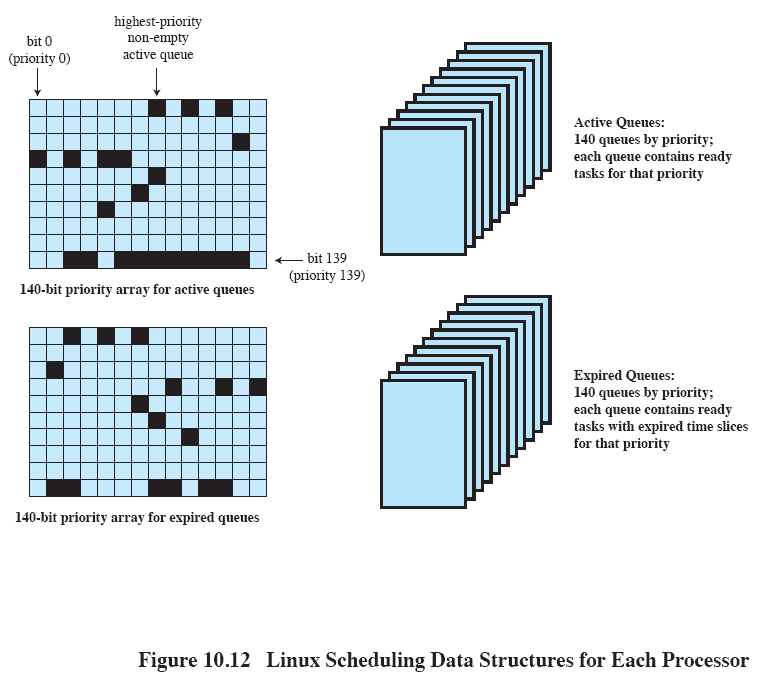 highest-priority
non-empty
active queue
bit 0
(priority 0)
Active Queues:
140 queues by priority;
each queue contains ready
tasks for that priority
bit 139
(priority 139)
140-bit priority array for active queues
Expired Queues:
140 queues by priority;
each queue contains ready
tasks with expired time slices
for that priority
140-bit priority array for expired queues
Figure 10.12 Linux Scheduling Data Structures for Each Processor